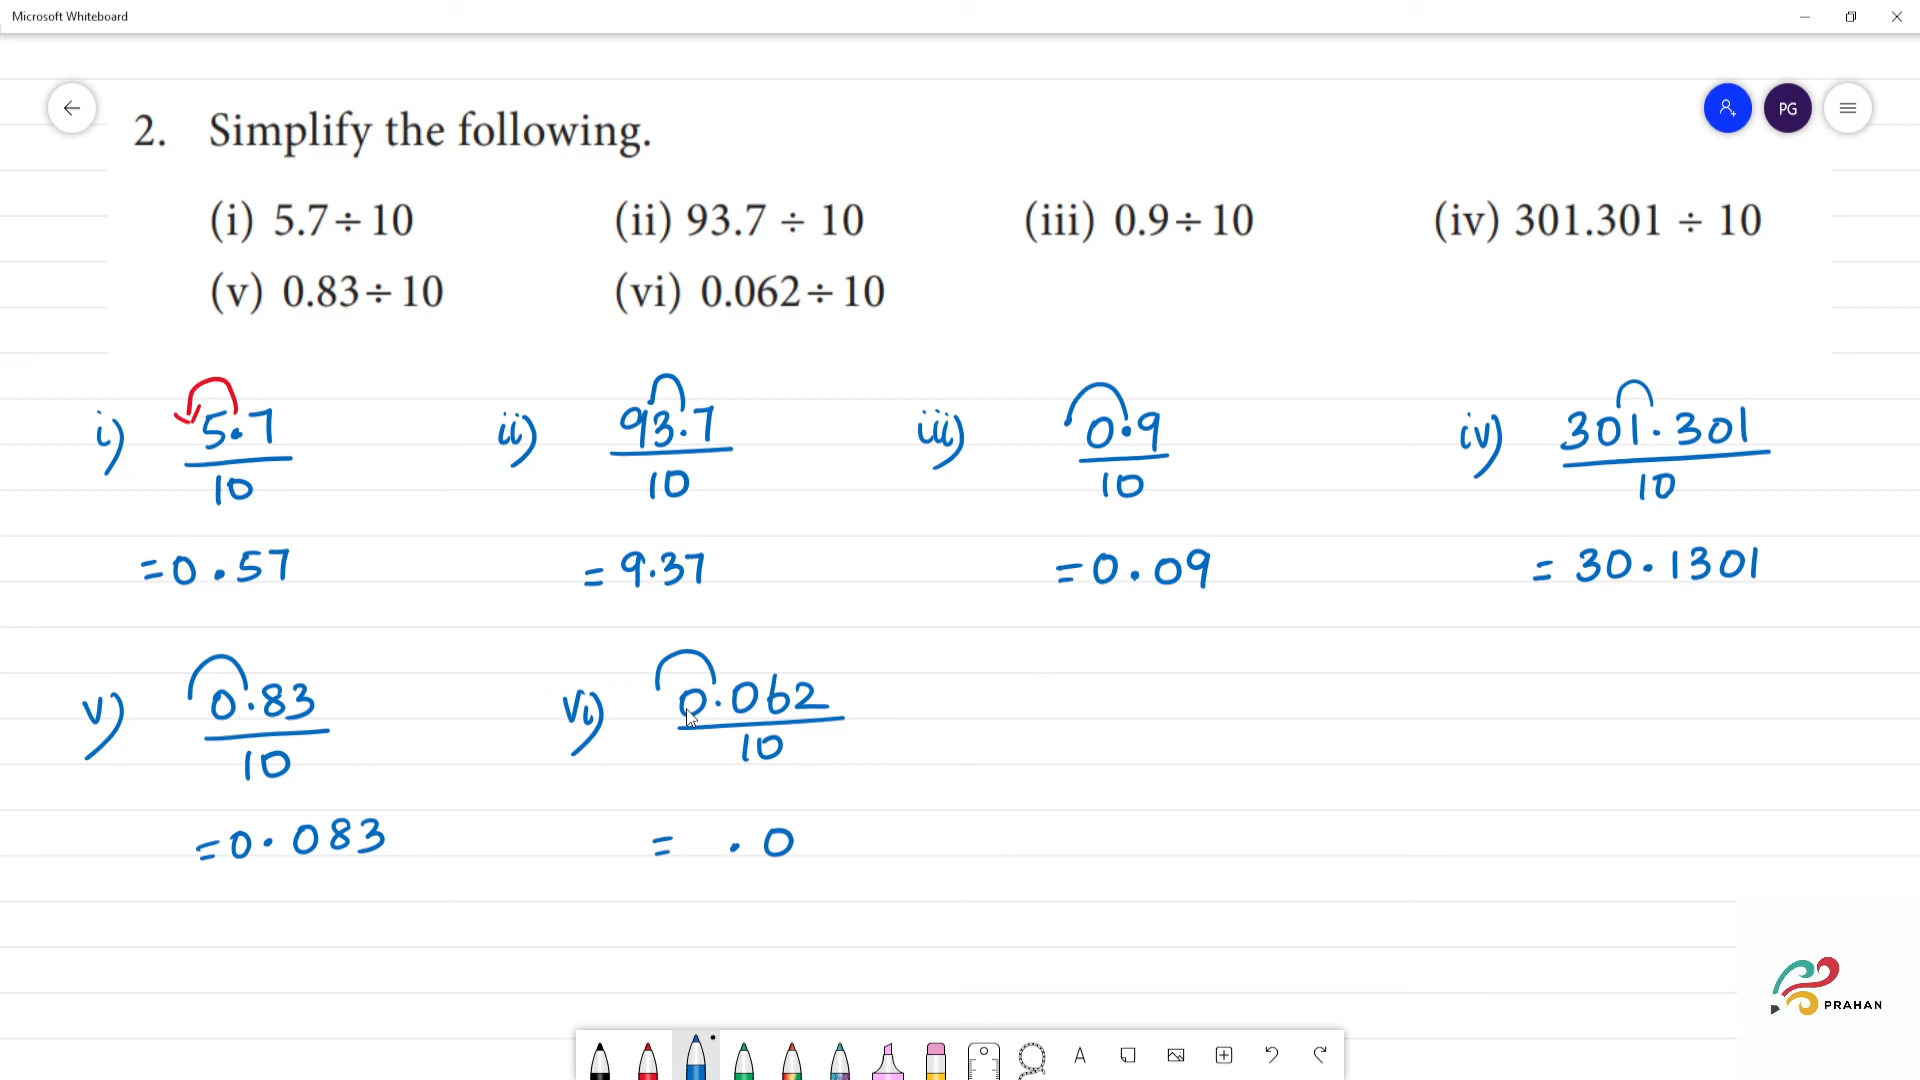 Microsoft Whiteboard
PG
2. Simplify the following.
(i) 5.7÷10 (ii) 93.7 ÷ 10 (iii) 0.9÷10 (iv) 301.301 ÷ 10
(v) 0.83÷10 (vi) 0.062÷10
i) 5.7 ii) 93.7 iii) 0.9 iv) 301.301
10 10 10 10
=0.57 =9.37 =0.09 =30.1301
v) 0.83 vi) 0.062
10 10
=0.083 = .0
PRAHAN
A